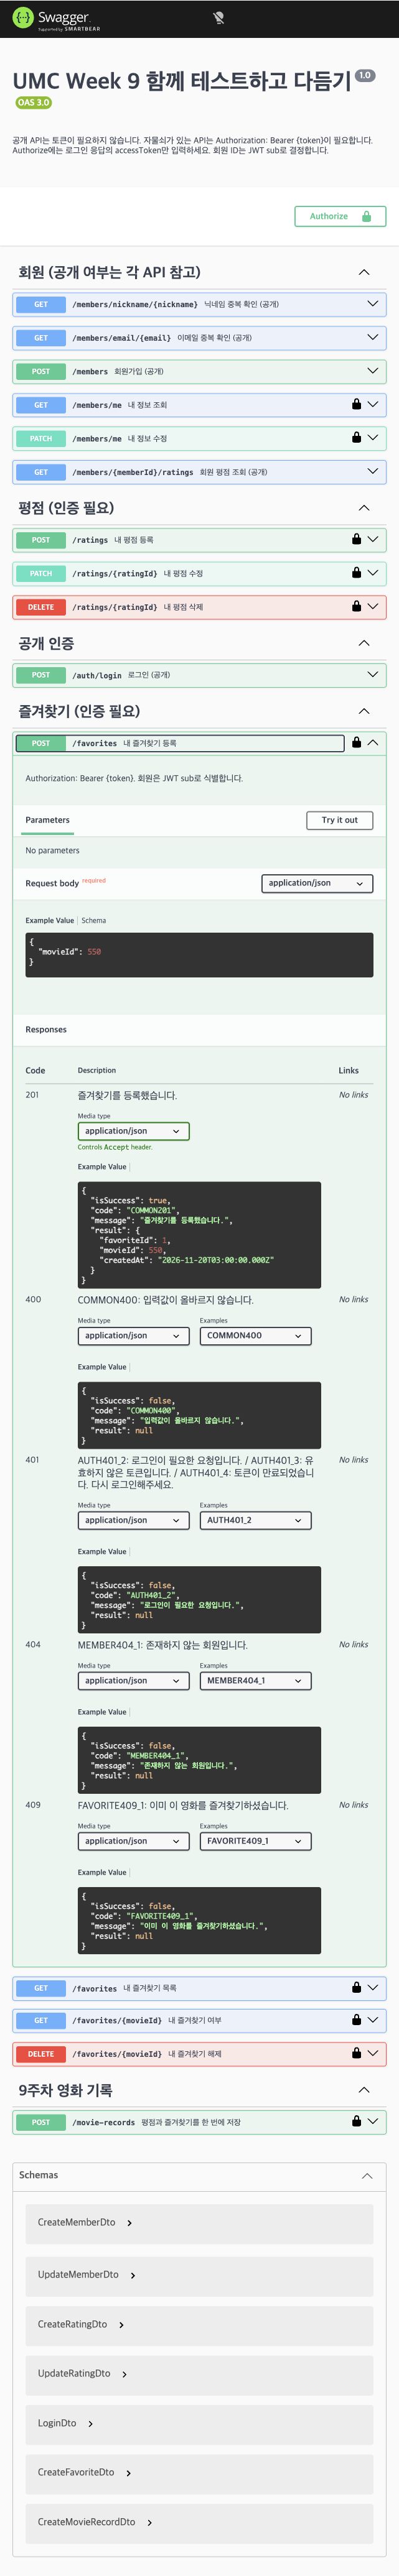 Swagger
Supported by SMARTBEAR
UMC Week 9 함께 테스트하고 다듬기 1.0
OAS 3.0
공개 API는 토큰이 필요하지 않습니다. 자물쇠가 있는 API는 Authorization: Bearer {token}이 필요합니다.
Authorize에는 로그인 응답의 accessToken만 입력하세요. 회원 ID는 JWT sub로 결정합니다.
Authorize
회원 (공개 여부는 각 API 참고)
GET /members/nickname/{nickname} 닉네임 중복 확인 (공개)
GET /members/email/{email} 이메일 중복 확인 (공개)
POST /members 회원가입 (공개)
GET /members/me 내 정보 조회
PATCH /members/me 내 정보 수정
GET /members/{memberId}/ratings 회원 평점 조회 (공개)
평점 (인증 필요)
POST /ratings 내 평점 등록
PATCH /ratings/{ratingId} 내 평점 수정
DELETE /ratings/{ratingId} 내 평점 삭제
공개 인증
POST /auth/login 로그인 (공개)
즐겨찾기 (인증 필요)
POST /favorites 내 즐겨찾기 등록
Authorization: Bearer {token}. 회원은 JWT sub로 식별합니다.
Parameters Try it out
No parameters
Request body required application/json
Example Value Schema
{
"movieId": 550
}
Responses
Code Description Links
201 즐겨찾기를 등록했습니다. No links
Media type
application/json
Controls Accept header.
Example Value
{
"isSuccess": true,
"code": "COMMON201",
"message": "즐겨찾기를 등록했습니다.",
"result": {
"favoriteId": 1,
"movieId": 550,
"createdAt": "2026-11-20T03:00:00.000Z"
}
}
400 COMMON400: 입력값이 올바르지 않습니다. No links
Media type Examples
application/json COMMON400
Example Value
{
"isSuccess": false,
"code": "COMMON400",
"message": "입력값이 올바르지 않습니다.",
"result": null
}
401 AUTH401_2: 로그인이 필요한 요청입니다. / AUTH401_3: 유 No links
효하지 않은 토큰입니다. / AUTH401_4: 토큰이 만료되었습니
다. 다시 로그인해주세요.
Media type Examples
application/json AUTH401_2
Example Value
{
"isSuccess": false,
"code": "AUTH401_2",
"message": "로그인이 필요한 요청입니다.",
"result": null
}
404 MEMBER404_1: 존재하지 않는 회원입니다. No links
Media type Examples
application/json MEMBER404_1
Example Value
{
"isSuccess": false,
"code": "MEMBER404_1",
"message": "존재하지 않는 회원입니다.",
"result": null
}
409 FAVORITE409_1: 이미 이 영화를 즐겨찾기하셨습니다. No links
Media type Examples
application/json FAVORITE409_1
Example Value
{
"isSuccess": false,
"code": "FAVORITE409_1",
"message": "이미 이 영화를 즐겨찾기하셨습니다.",
"result": null
}
GET /favorites 내 즐겨찾기 목록
GET /favorites/{movieId} 내 즐겨찾기 여부
DELETE /favorites/{movieId} 내 즐겨찾기 해제
9주차 영화 기록
POST /movie-records 평점과 즐겨찾기를 한 번에 저장
Schemas
CreateMemberDto
UpdateMemberDto
CreateRatingDto
UpdateRatingDto
LoginDto
CreateFavoriteDto
CreateMovieRecordDto